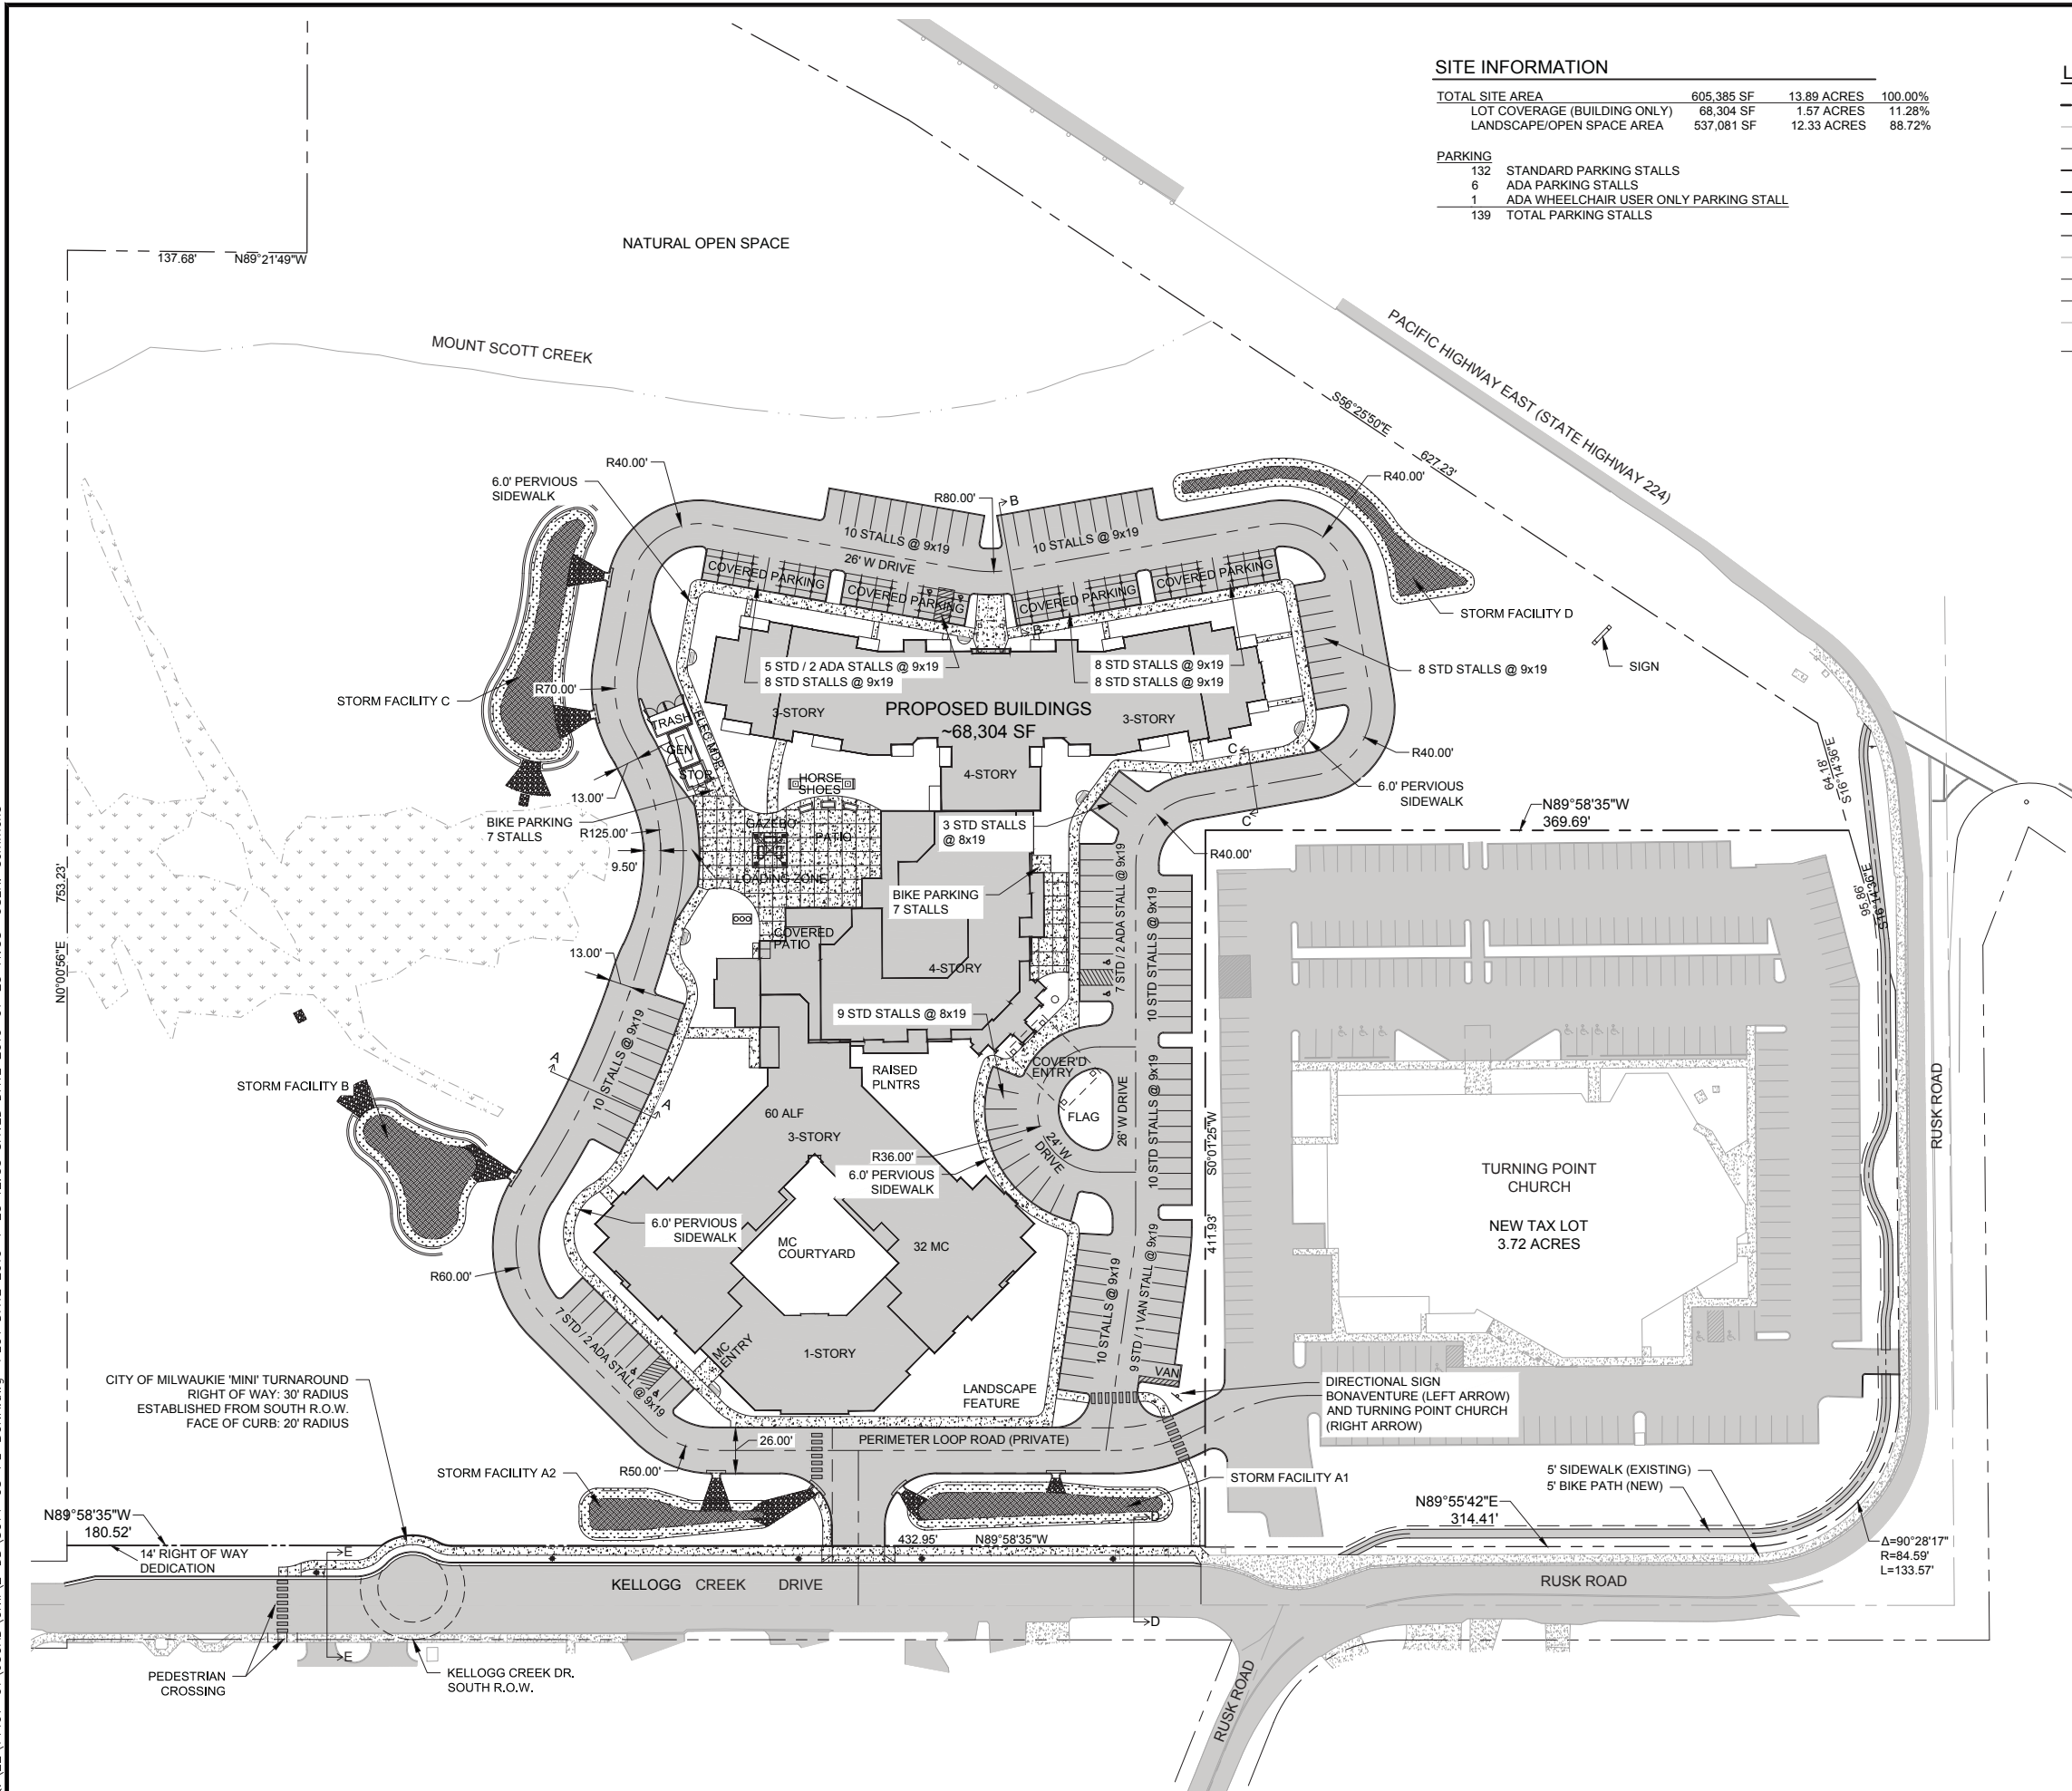 SITE INFORMATION
TOTAL SITE AREA 605,385 SF 13.89 ACRES 100.00%
LOT COVERAGE (BUILDING ONLY) 68,304 SF 1.57 ACRES 11.28%
LANDSCAPE/OPEN SPACE AREA 537,081 SF 12.33 ACRES 88.72%
PARKING
132 STANDARD PARKING STALLS
6 ADA PARKING STALLS
1 ADA WHEELCHAIR USER ONLY PARKING STALL
139 TOTAL PARKING STALLS
NATURAL OPEN SPACE
137.68' N89°21'49"W
MOUNT SCOTT CREEK
PACIFIC HIGHWAY EAST (STATE HIGHWAY 224)
S56°25'50"E
627.23'
R40.00'
6.0' PERVIOUS
SIDEWALK
R80.00'
B
R40.00'
10 STALLS @ 9x19
10 STALLS @ 9x19
26' W DRIVE
COVERED PARKING
COVERED PARKING
COVERED PARKING
COVERED PARKING
B
STORM FACILITY D
SIGN
5 STD / 2 ADA STALLS @ 9x19
8 STD STALLS @ 9x19
8 STD STALLS @ 9x19
8 STD STALLS @ 9x19
8 STD STALLS @ 9x19
STORM FACILITY C
R70.00'
3-STORY
PROPOSED BUILDINGS
~68,304 SF
3-STORY
TRASH
GEN
STOR
ELEC MDR
R40.00'
C
C
4-STORY
HORSE
SHOES
13.00'
6.0' PERVIOUS
SIDEWALK
BIKE PARKING
7 STALLS
R125.00'
GAZEBO
PATIO
3 STD STALLS
@ 8x19
R40.00'
N89°58'35"W
369.69'
64.18'
S16°14'36"E
9.50'
LOADING ZONE
BIKE PARKING
7 STALLS
7 STD / 2 ADA STALL @ 9x19
10 STD STALLS @ 9x19
95.86'
S16°14'36"E
753.23'
N0°00'56"E
COVERED
PATIO
13.00'
4-STORY
9 STD STALLS @ 8x19
10 STALLS @ 9x19
A
A
STORM FACILITY B
RAISED
PLNTRS
COVER'D
ENTRY
FLAG
26' W DRIVE
10 STD STALLS @ 9x19
S0°01'25"W
411.93'
RUSK ROAD
60 ALF
3-STORY
R36.00'
24' W
DRIVE
6.0' PERVIOUS
SIDEWALK
TURNING POINT
CHURCH
NEW TAX LOT
3.72 ACRES
6.0' PERVIOUS
SIDEWALK
MC
COURTYARD
32 MC
R60.00'
10 STALLS @ 9x19
9 STD / 1 VAN STALL @ 9x19
7 STD / 2 ADA STALL @ 9x19
MC
ENTRY
1-STORY
VAN
LANDSCAPE
FEATURE
CITY OF MILWAUKIE 'MINI' TURNAROUND
RIGHT OF WAY: 30' RADIUS
ESTABLISHED FROM SOUTH R.O.W.
FACE OF CURB: 20' RADIUS
DIRECTIONAL SIGN
BONAVENTURE (LEFT ARROW)
AND TURNING POINT CHURCH
(RIGHT ARROW)
26.00'
PERIMETER LOOP ROAD (PRIVATE)
STORM FACILITY A2
R50.00'
STORM FACILITY A1
5' SIDEWALK (EXISTING)
5' BIKE PATH (NEW)
N89°55'42"E
314.41'
N89°58'35"W
180.52'
14' RIGHT OF WAY
DEDICATION
E
432.95' N89°58'35"W
D
Δ=90°28'17"
R=84.59'
L=133.57'
KELLOGG CREEK DRIVE
RUSK ROAD
D
E
PEDESTRIAN
CROSSING
KELLOGG CREEK DR.
SOUTH R.O.W.
RUSK ROAD